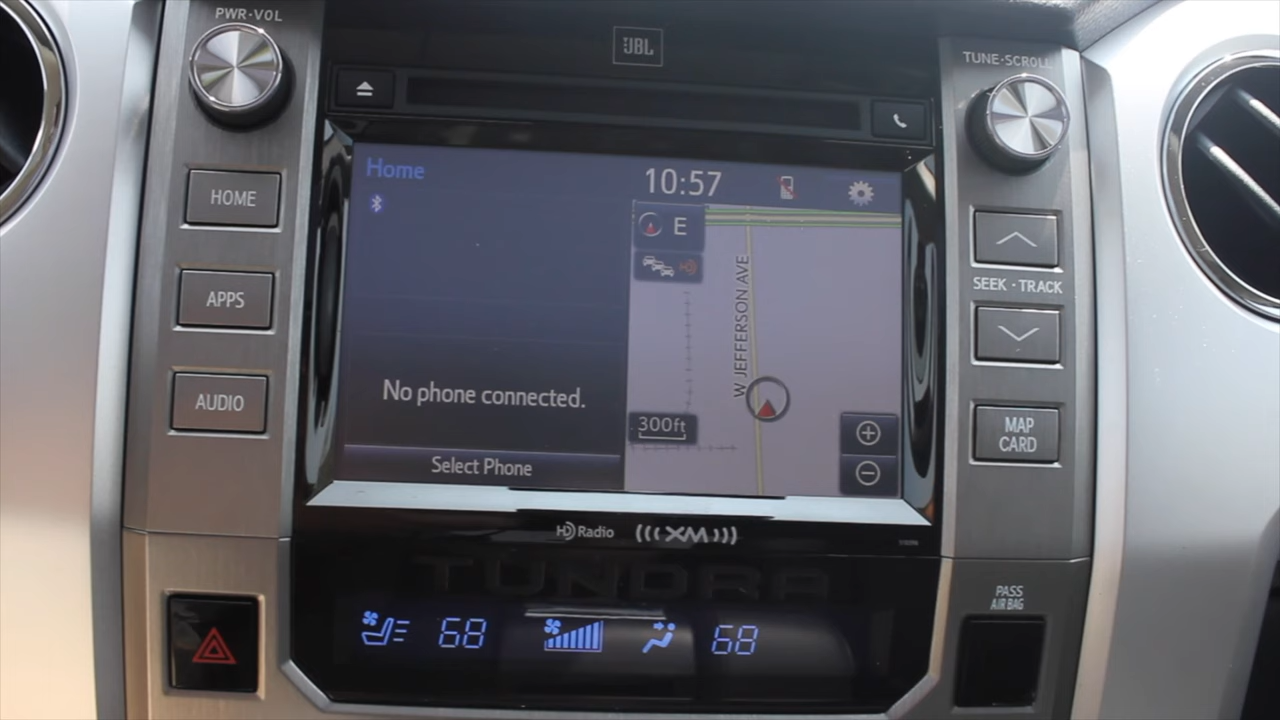 PWR·VOL
JBL
TUNE·SCROLL
HOME
APPS
AUDIO
Home
10:57
E
HD
W JEFFERSON AVE
No phone connected.
300ft
Select Phone
SEEK · TRACK
MAP
CARD
HD Radio
(((XM)))
TUNDRA
68
68
PASS
AIR BAG